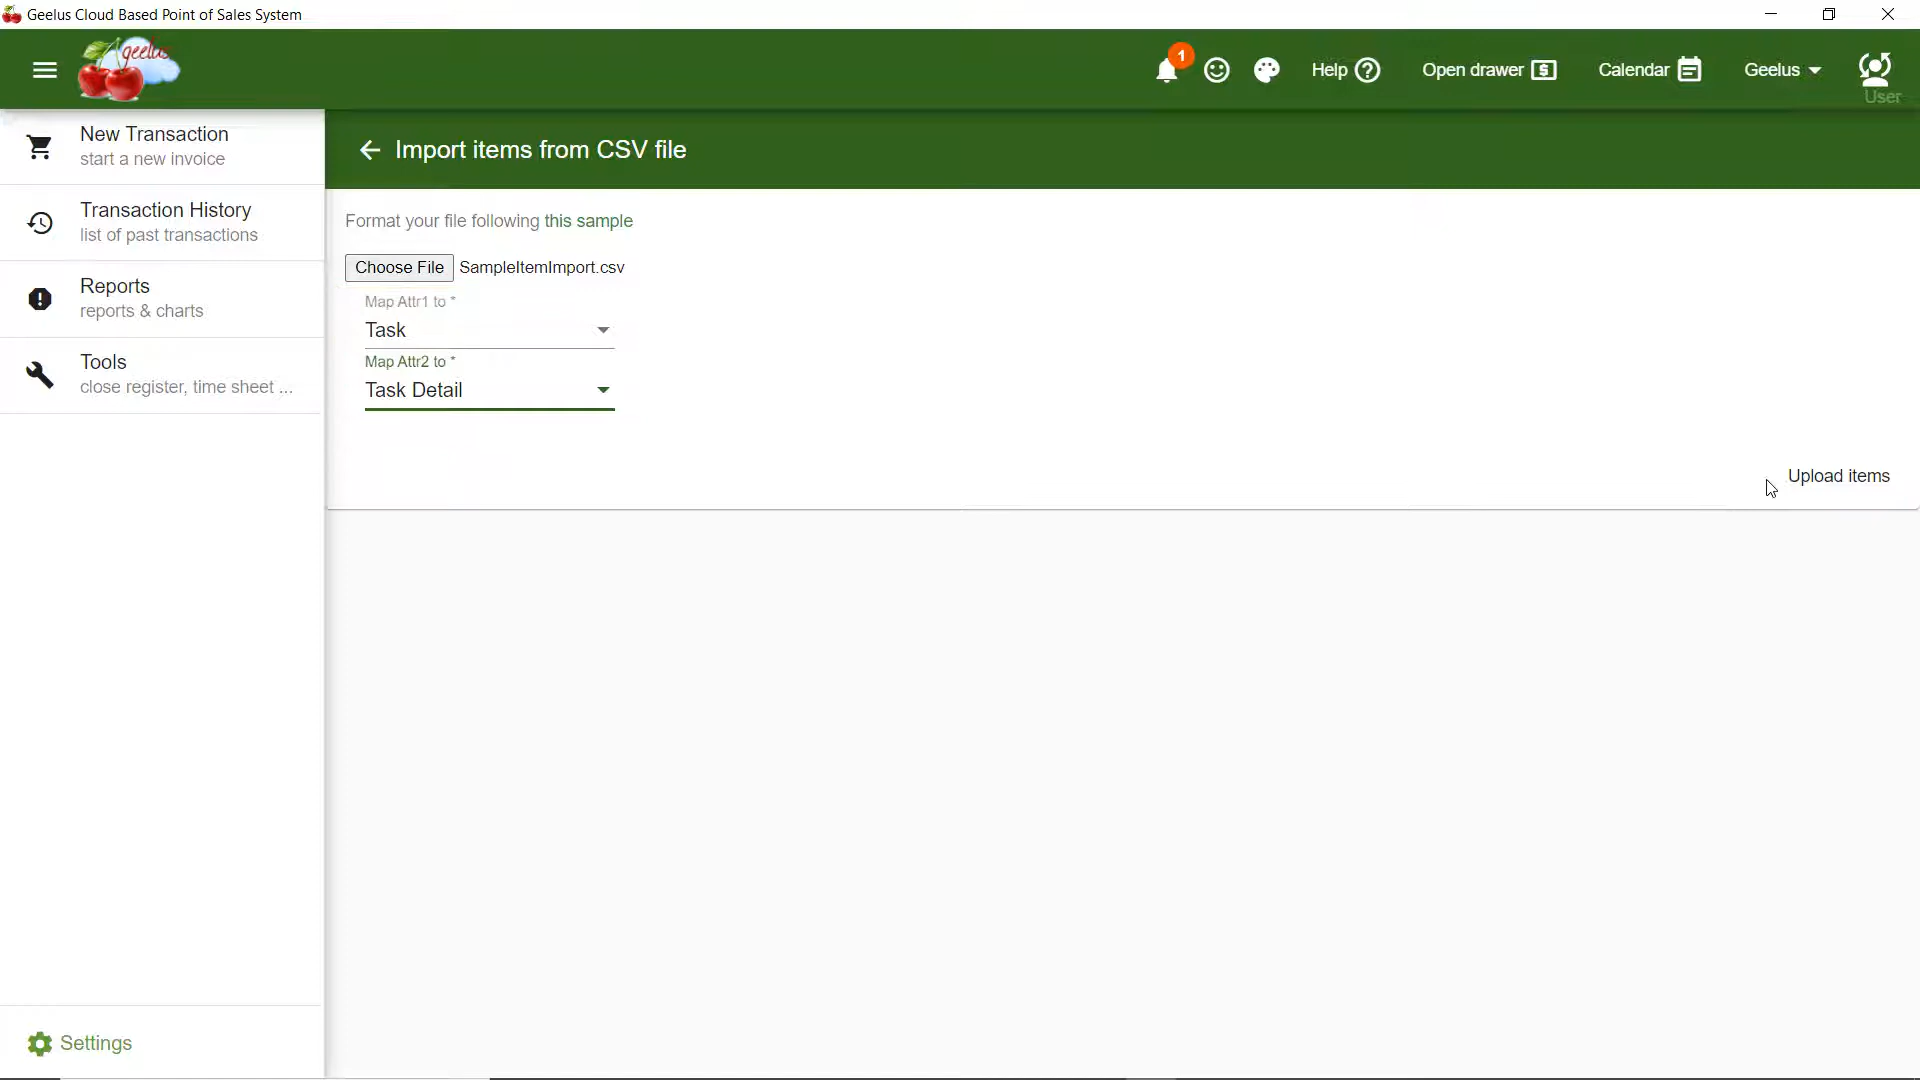 Geelus Cloud Based Point of Sales System
geelus
1
Help
Open drawer
Calendar
Geelus
User
New Transaction
start a new invoice
Transaction History
list of past transactions
Reports
reports & charts
Tools
close register, time sheet ...
Import items from CSV file
Format your file following this sample
Choose File SampleItemImport.csv
Map Attr1 to *
Task
Map Attr2 to *
Task Detail
Upload items
Settings